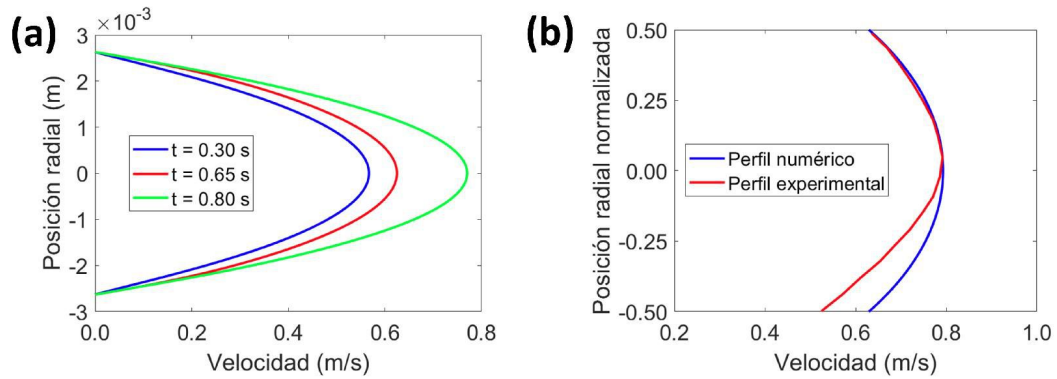 (a)
×10⁻³
3
2
1
0
-1
-2
-3
Posición radial (m)
t = 0.30 s
t = 0.65 s
t = 0.80 s
0.0 0.2 0.4 0.6 0.8
Velocidad (m/s)
(b)
0.50
0.25
0.00
-0.25
-0.50
Posición radial normalizada
Perfil numérico
Perfil experimental
0.2 0.4 0.6 0.8 1.0
Velocidad (m/s)